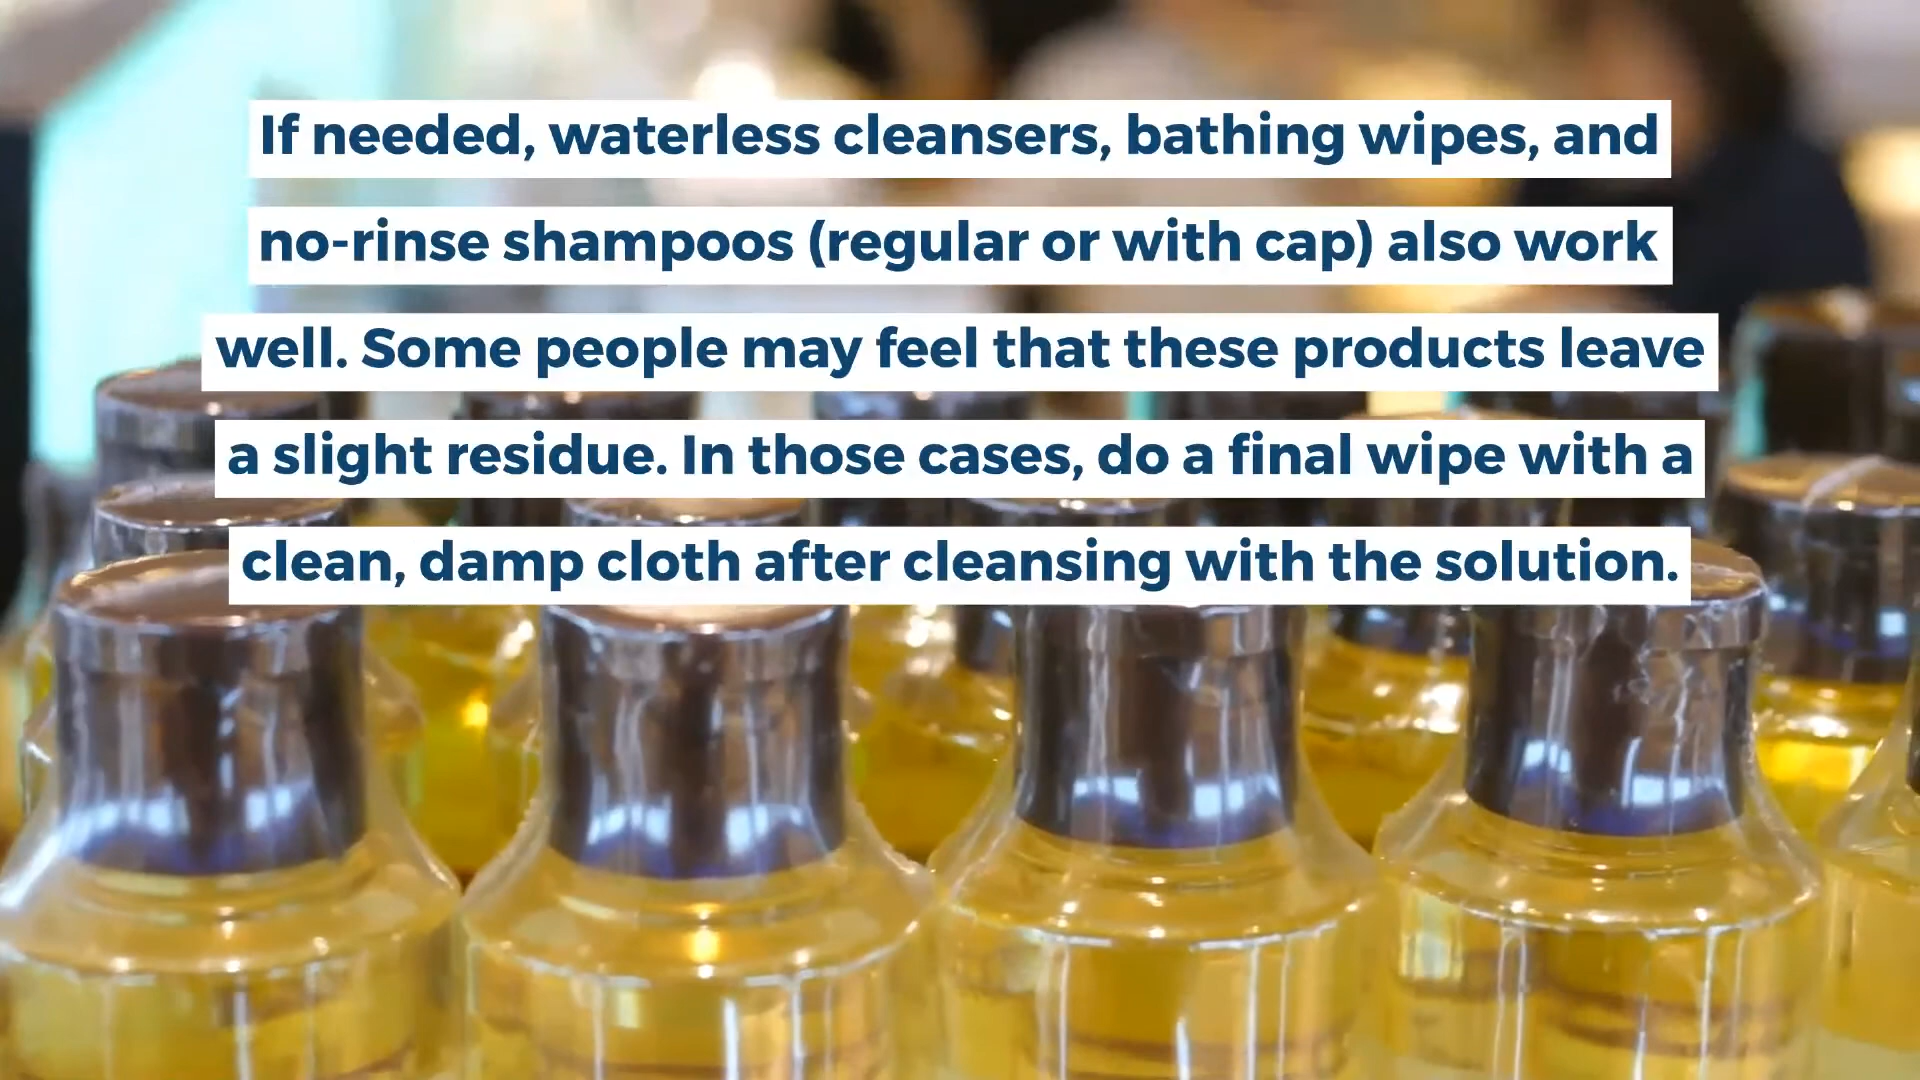 If needed, waterless cleansers, bathing wipes, and
no-rinse shampoos (regular or with cap) also work
well. Some people may feel that these products leave
a slight residue. In those cases, do a final wipe with a
clean, damp cloth after cleansing with the solution.